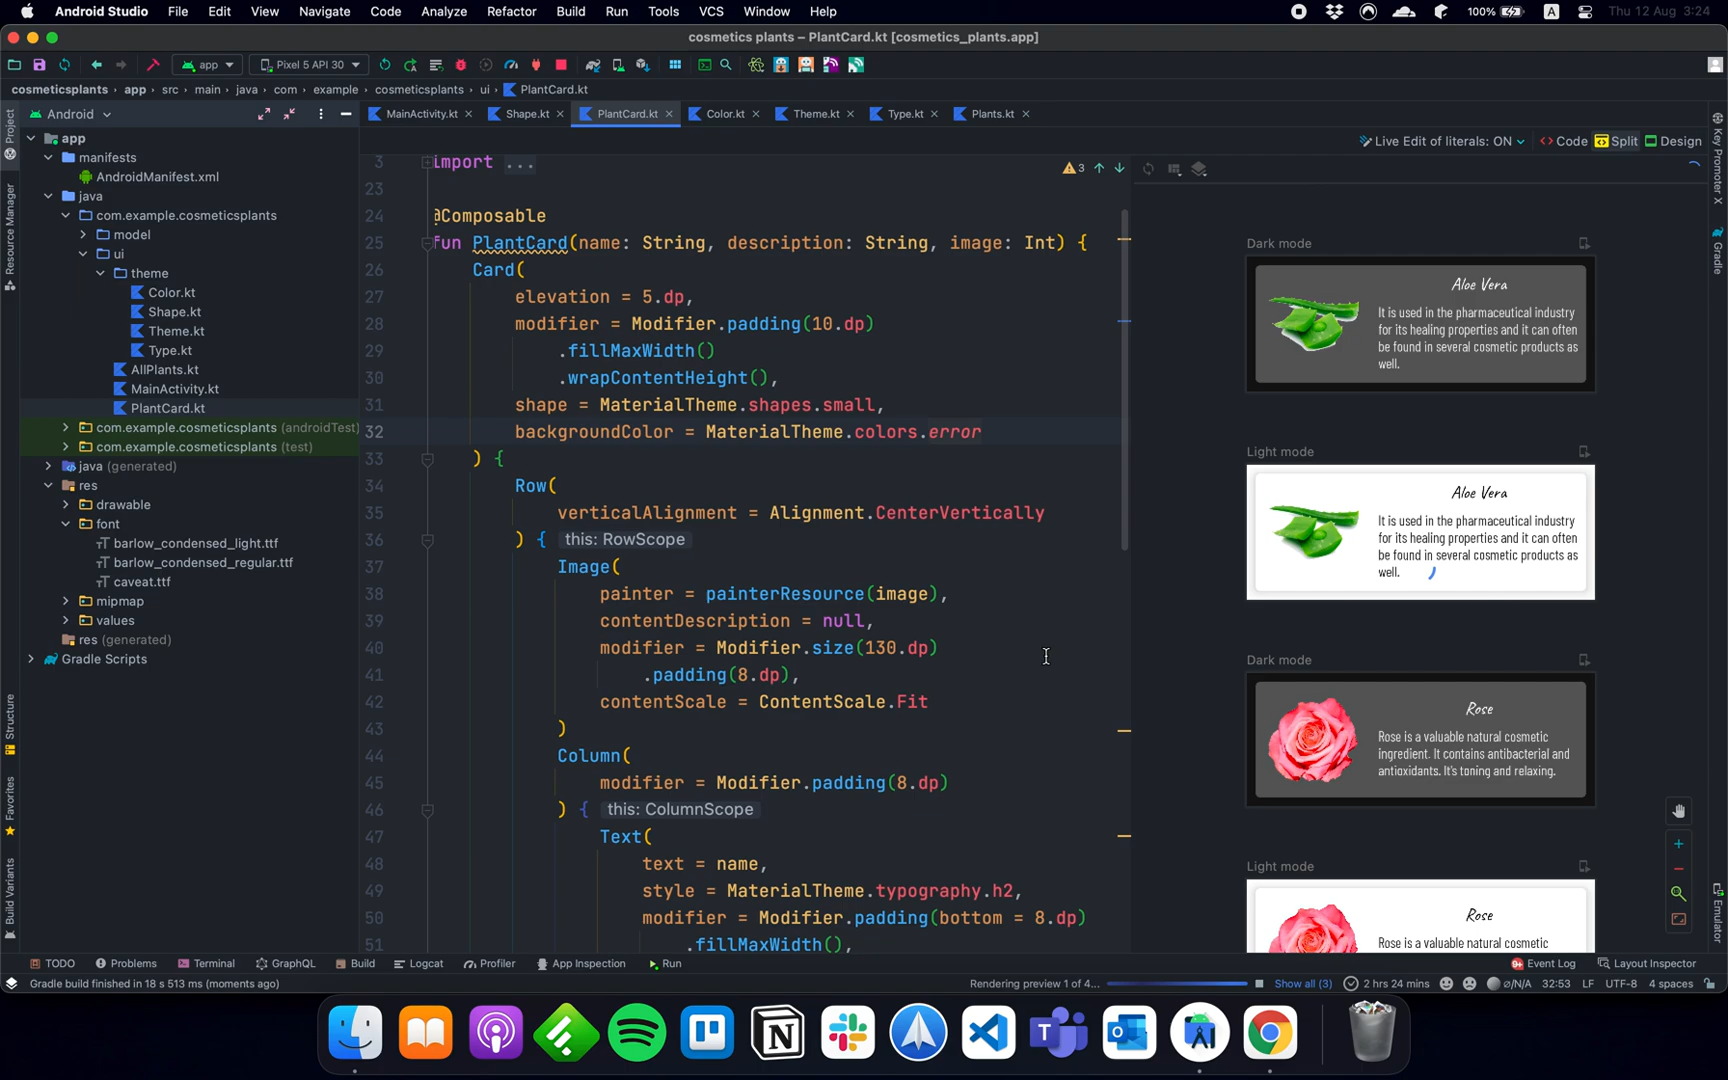 Android Studio File Edit View Navigate Code Analyze Refactor Build Run Tools VCS Window Help 100% A Thu 12 Aug 3:24
cosmetics plants – PlantCard.kt [cosmetics_plants.app]
app Pixel 5 API 30
cosmeticsplants › app › src › main › java › com › example › cosmeticsplants › ui › PlantCard.kt
Android
MainActivity.kt Shape.kt PlantCard.kt Color.kt Theme.kt Type.kt Plants.kt
Live Edit of literals: ON Code Split Design
Project
Resource Manager
Structure
Favorites
Build Variants
app
manifests
AndroidManifest.xml
java
com.example.cosmeticsplants
model
ui
theme
Color.kt
Shape.kt
Theme.kt
Type.kt
AllPlants.kt
MainActivity.kt
PlantCard.kt
com.example.cosmeticsplants (androidTest)
com.example.cosmeticsplants (test)
java (generated)
res
drawable
font
barlow_condensed_light.ttf
barlow_condensed_regular.ttf
caveat.ttf
mipmap
values
res (generated)
Gradle Scripts
3 import ...
23
24 @Composable
25 fun PlantCard(name: String, description: String, image: Int) {
26 Card(
27 elevation = 5.dp,
28 modifier = Modifier.padding(10.dp)
29 .fillMaxWidth()
30 .wrapContentHeight(),
31 shape = MaterialTheme.shapes.small,
32 backgroundColor = MaterialTheme.colors.error
33 ) {
34 Row(
35 verticalAlignment = Alignment.CenterVertically
36 ) { this: RowScope
37 Image(
38 painter = painterResource(image),
39 contentDescription = null,
40 modifier = Modifier.size(130.dp)
41 .padding(8.dp),
42 contentScale = ContentScale.Fit
43 )
44 Column(
45 modifier = Modifier.padding(8.dp)
46 ) { this: ColumnScope
47 Text(
48 text = name,
49 style = MaterialTheme.typography.h2,
50 modifier = Modifier.padding(bottom = 8.dp)
51 .fillMaxWidth(),
3
Dark mode
Aloe Vera
It is used in the pharmaceutical industry
for its healing properties and it can often
be found in several cosmetic products as
well.
Light mode
Aloe Vera
It is used in the pharmaceutical industry
for its healing properties and it can often
be found in several cosmetic products as
well.
Dark mode
Rose
Rose is a valuable natural cosmetic
ingredient. It contains antibacterial and
antioxidants. It's toning and relaxing.
Light mode
Rose
Rose is a valuable natural cosmetic
Key Promoter X
Gradle
Emulator
TODO Problems Terminal GraphQL Build Logcat Profiler App Inspection Run Event Log Layout Inspector
Gradle build finished in 18 s 513 ms (moments ago) Rendering preview 1 of 4... Show all (3) 2 hrs 24 mins ⌀/N/A 32:53 LF UTF-8 4 spaces